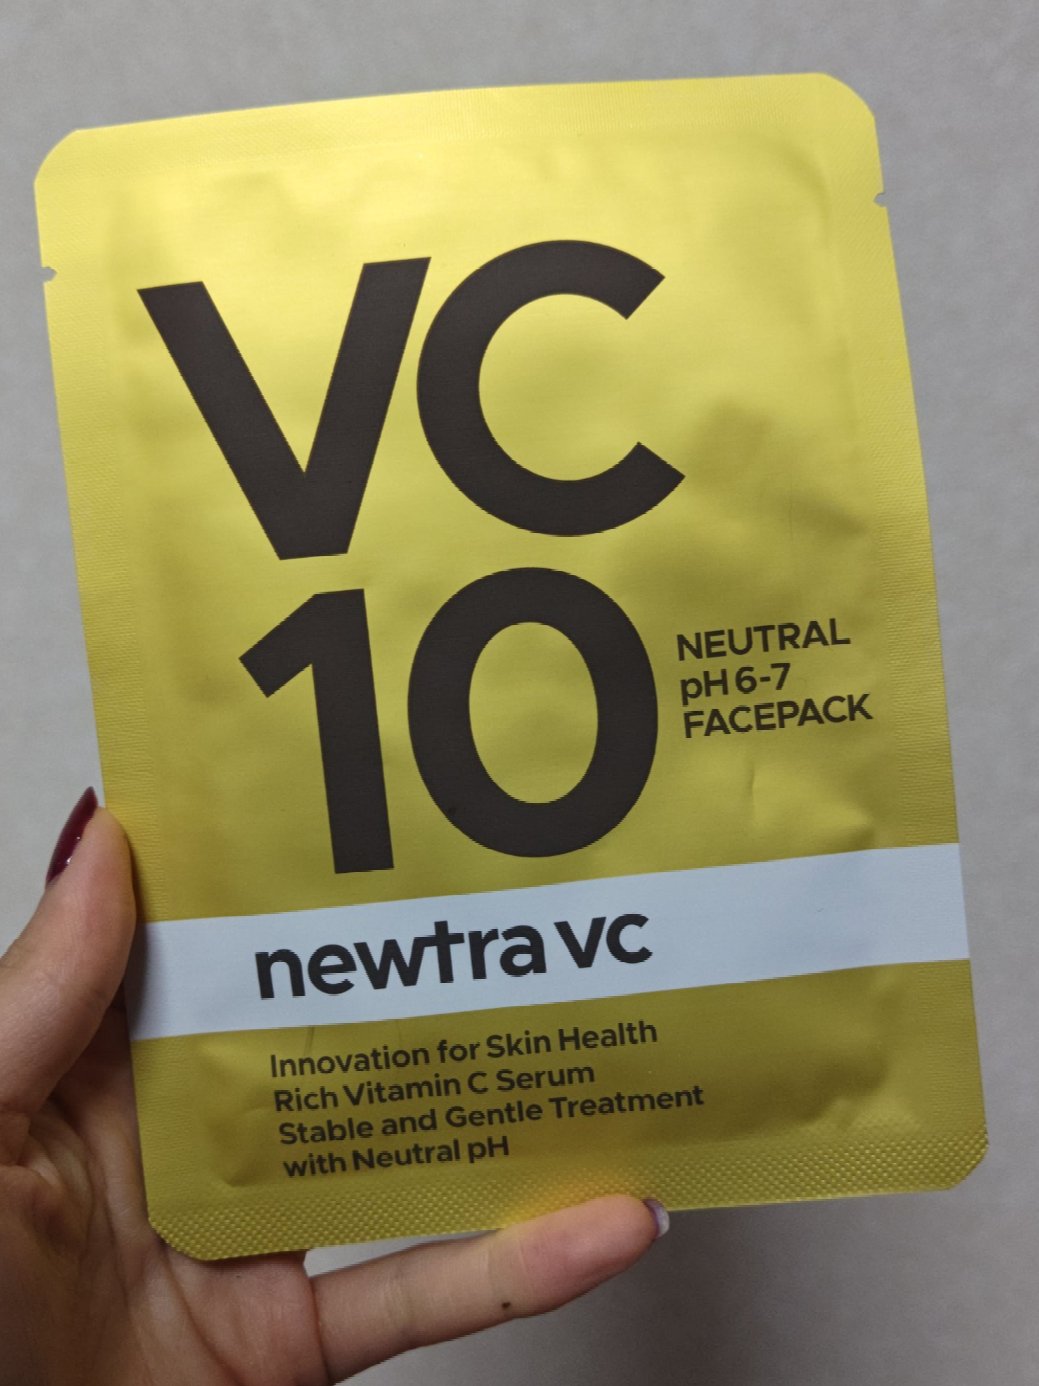 VC
10
NEUTRAL
pH 6-7
FACEPACK
newtra vc
Innovation for Skin Health
Rich Vitamin C Serum
Stable and Gentle Treatment
with Neutral pH